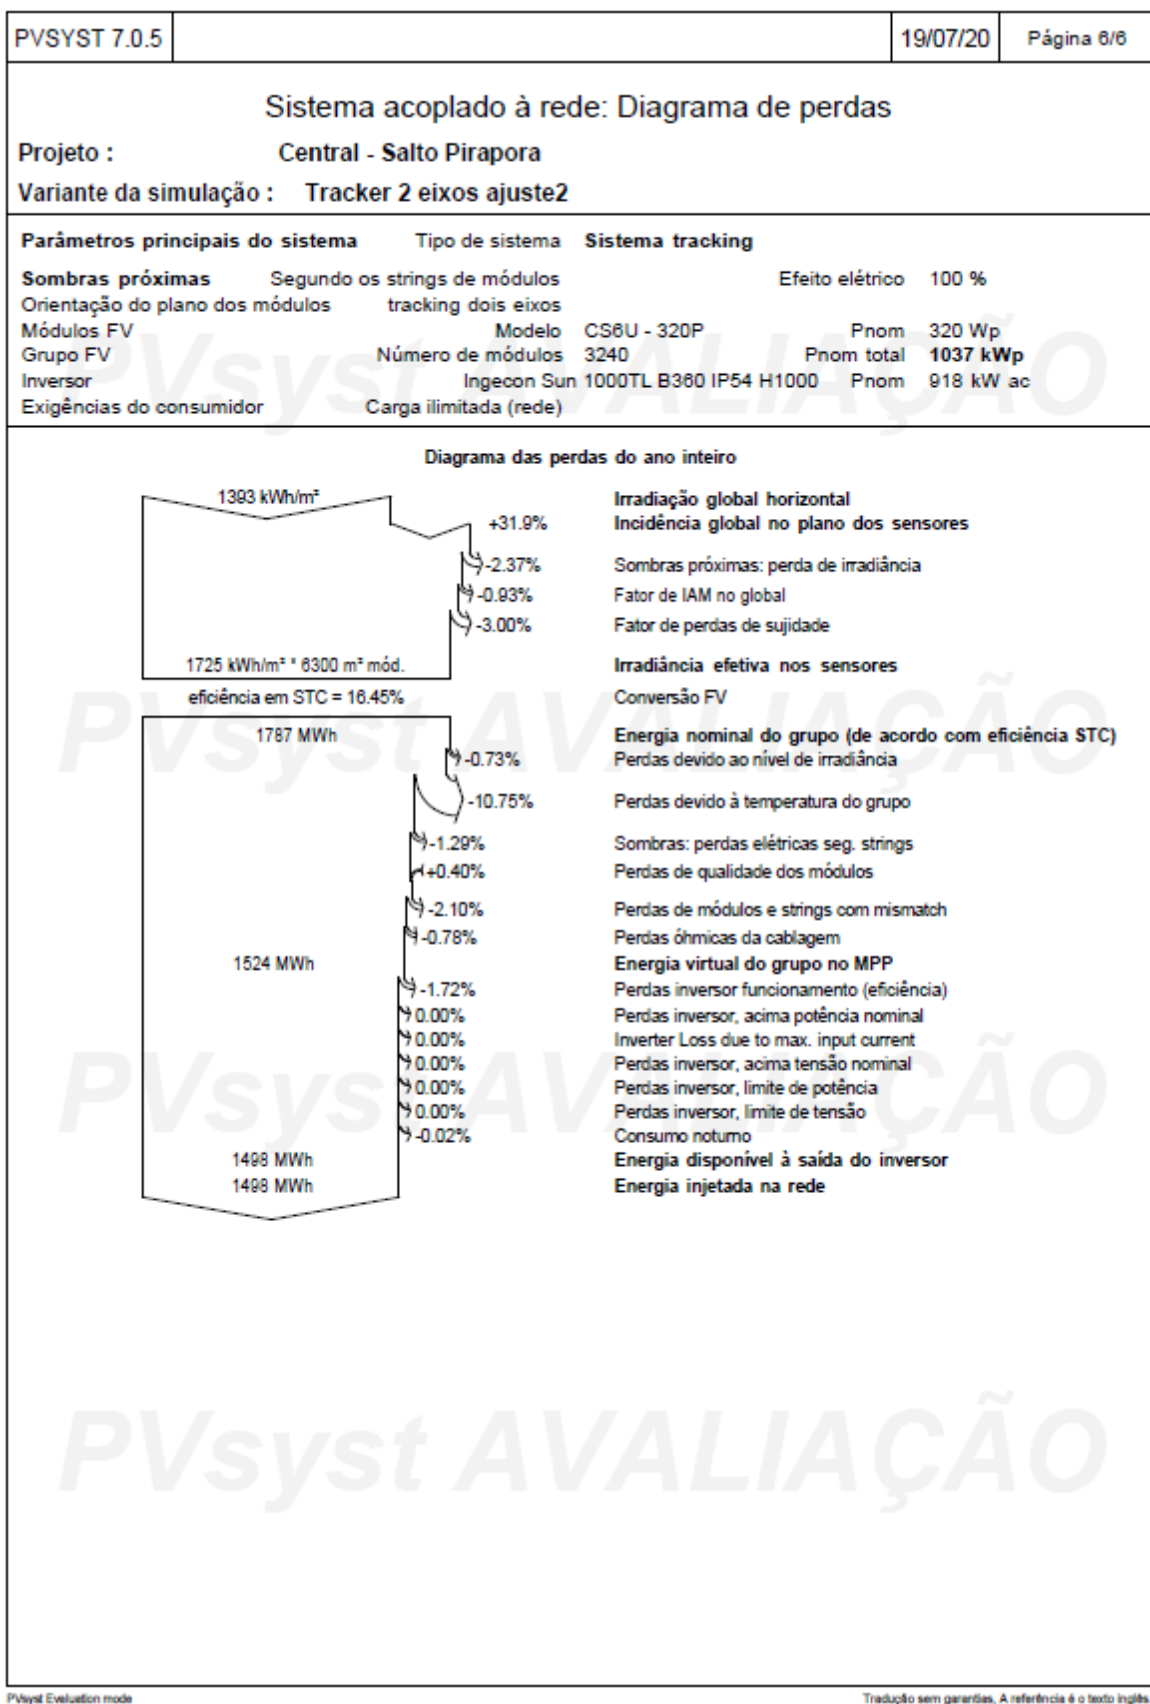 PVSYST 7.0.5 19/07/20 Página 6/6
Sistema acoplado à rede: Diagrama de perdas
Projeto : Central - Salto Pirapora
Variante da simulação : Tracker 2 eixos ajuste2
Parâmetros principais do sistema Tipo de sistema Sistema tracking
Sombras próximas Segundo os strings de módulos Efeito elétrico 100 %
Orientação do plano dos módulos tracking dois eixos
Módulos FV Modelo CS6U - 320P Pnom 320 Wp
Grupo FV Número de módulos 3240 Pnom total 1037 kWp
Inversor Ingecon Sun 1000TL B360 IP54 H1000 Pnom 918 kW ac
Exigências do consumidor Carga ilimitada (rede)
PVsyst AVALIAÇÃO
Diagrama das perdas do ano inteiro
1393 kWh/m² Irradiação global horizontal
+31.9% Incidência global no plano dos sensores
-2.37% Sombras próximas: perda de irradiância
-0.93% Fator de IAM no global
-3.00% Fator de perdas de sujidade
1725 kWh/m² * 6300 m² mód. Irradiância efetiva nos sensores
eficiência em STC = 16.45% Conversão FV
PVsyst AVALIAÇÃO
1787 MWh Energia nominal do grupo (de acordo com eficiência STC)
-0.73% Perdas devido ao nível de irradiância
-10.75% Perdas devido à temperatura do grupo
-1.29% Sombras: perdas elétricas seg. strings
+0.40% Perdas de qualidade dos módulos
-2.10% Perdas de módulos e strings com mismatch
-0.78% Perdas óhmicas da cablagem
1524 MWh Energia virtual do grupo no MPP
-1.72% Perdas inversor funcionamento (eficiência)
0.00% Perdas inversor, acima potência nominal
0.00% Inverter Loss due to max. input current
0.00% Perdas inversor, acima tensão nominal
0.00% Perdas inversor, limite de potência
0.00% Perdas inversor, limite de tensão
-0.02% Consumo noturno
PVsyst AVALIAÇÃO
1498 MWh Energia disponível à saída do inversor
1498 MWh Energia injetada na rede
PVsyst AVALIAÇÃO
PVsyst Evaluation mode Tradução sem garantias, A referência é o texto inglês.